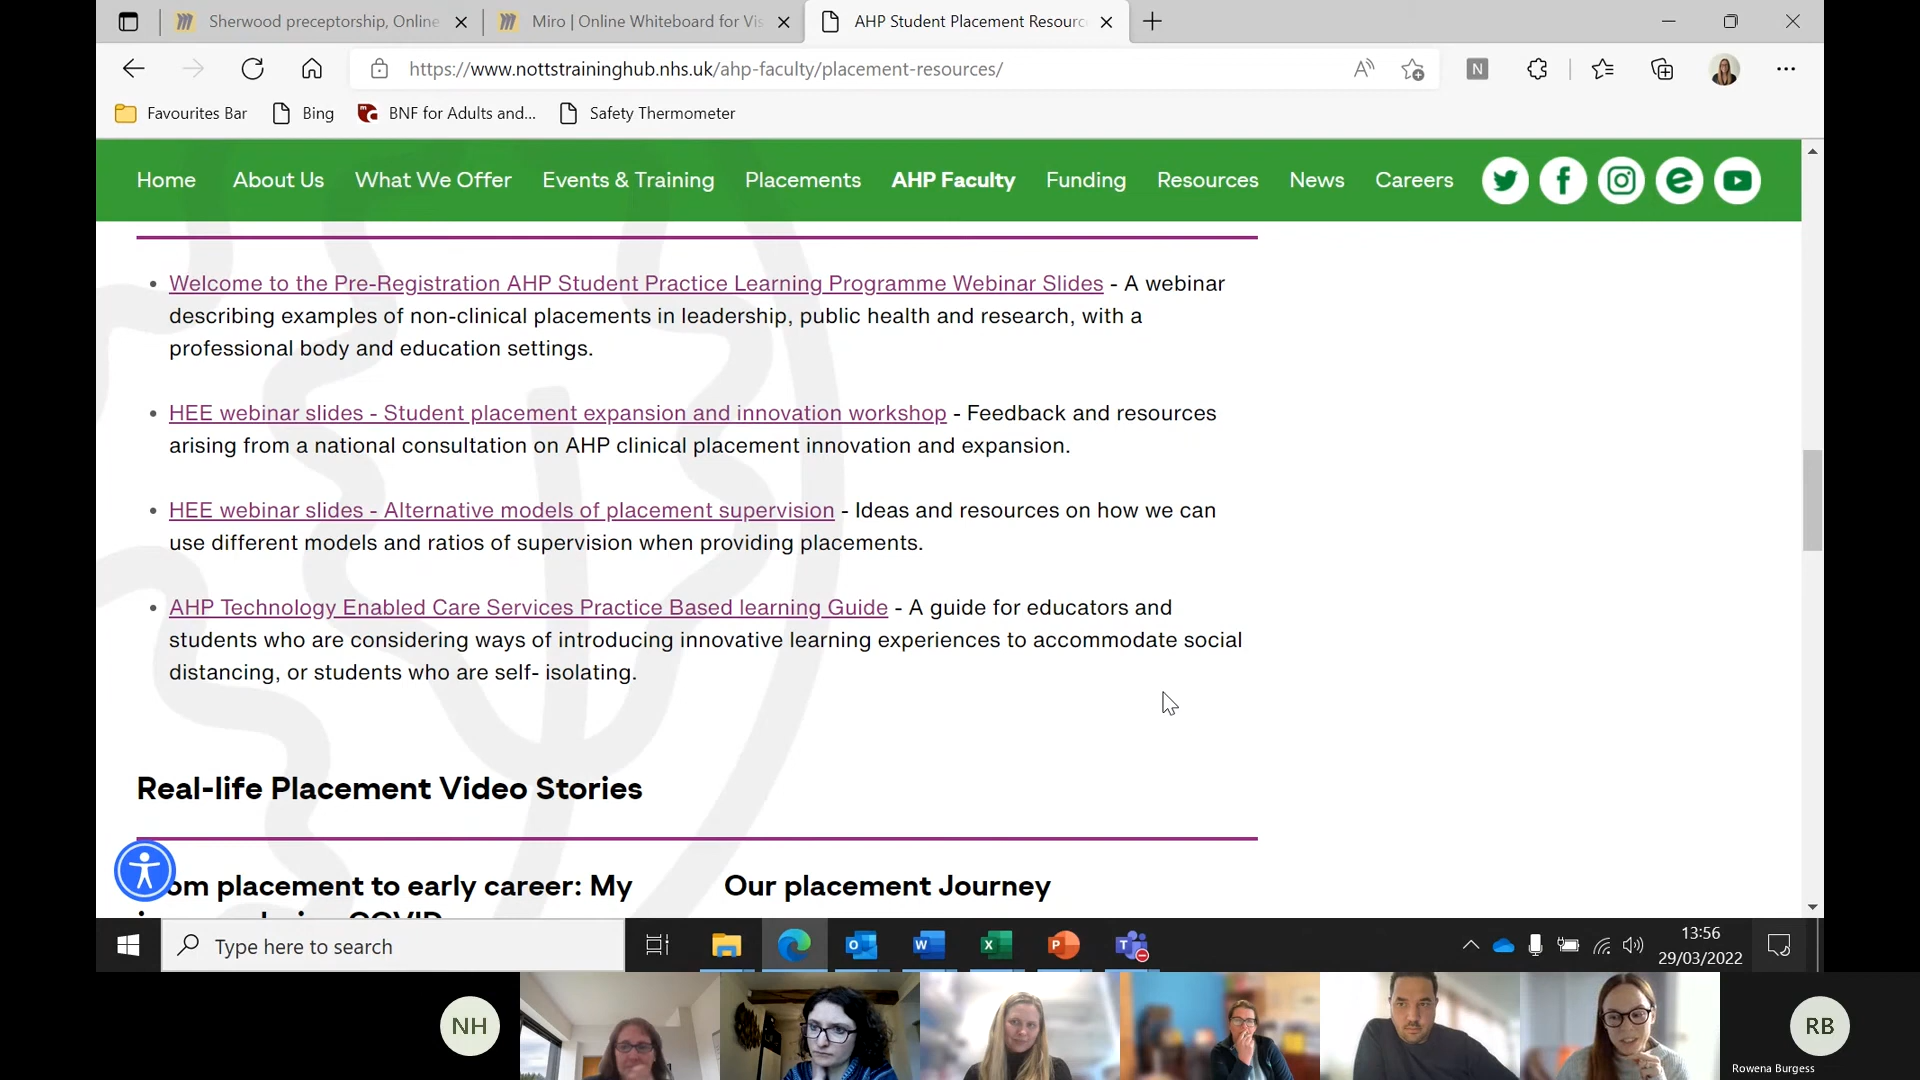 Sherwood preceptorship, Online
Miro | Online Whiteboard for Vis
AHP Student Placement Resourc
https://www.nottstraininghub.nhs.uk/ahp-faculty/placement-resources/
N
Favourites Bar
Bing
BNF for Adults and...
Safety Thermometer
Home
About Us
What We Offer
Events & Training
Placements
AHP Faculty
Funding
Resources
News
Careers
Welcome to the Pre-Registration AHP Student Practice Learning Programme Webinar Slides - A webinar
describing examples of non-clinical placements in leadership, public health and research, with a
professional body and education settings.
HEE webinar slides - Student placement expansion and innovation workshop - Feedback and resources
arising from a national consultation on AHP clinical placement innovation and expansion.
HEE webinar slides - Alternative models of placement supervision - Ideas and resources on how we can
use different models and ratios of supervision when providing placements.
AHP Technology Enabled Care Services Practice Based learning Guide - A guide for educators and
students who are considering ways of introducing innovative learning experiences to accommodate social
distancing, or students who are self- isolating.
Real-life Placement Video Stories
om placement to early career: My
Our placement Journey
COVID
Type here to search
13:56
29/03/2022
NH
RB
Rowena Burgess